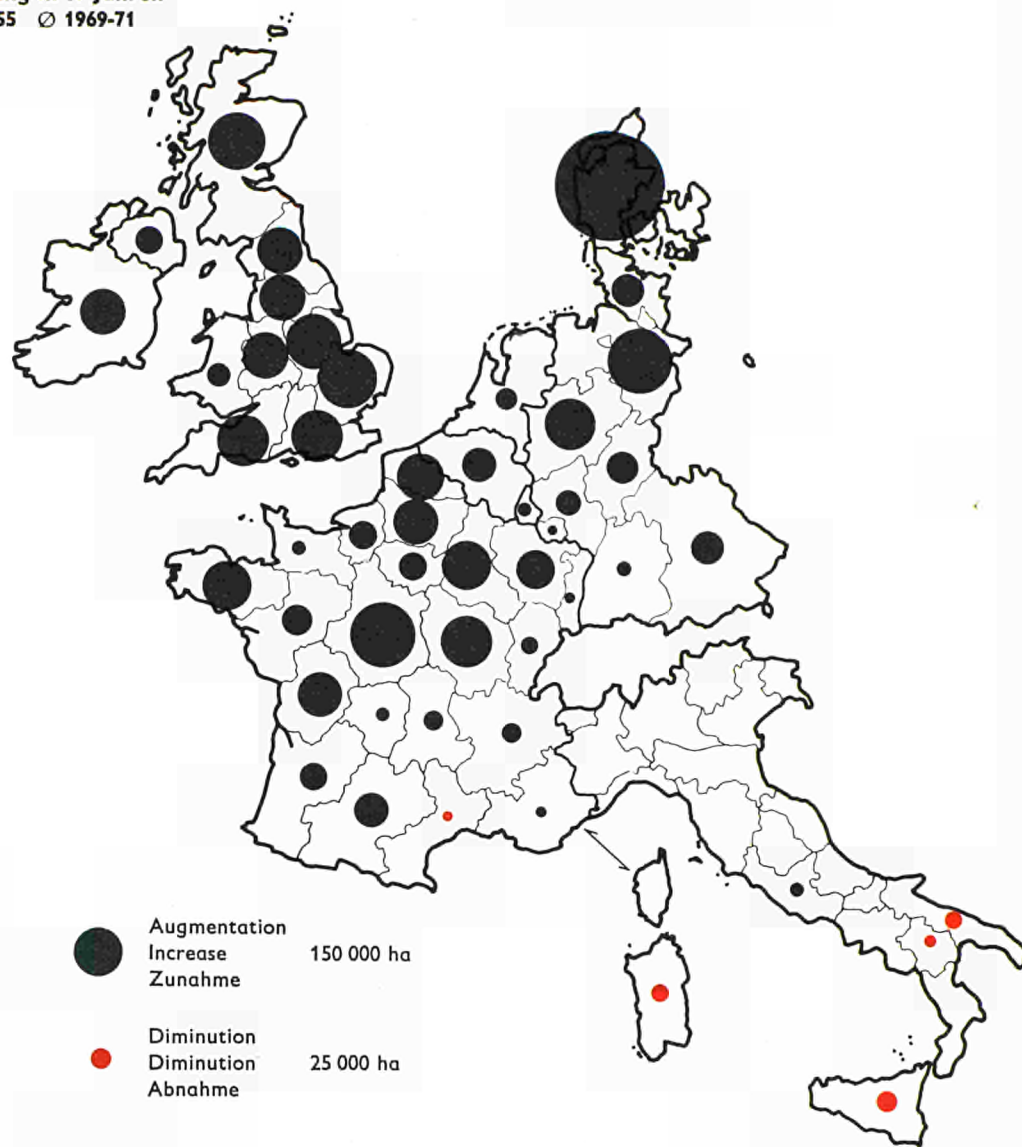 55 Ø 1969-71
Augmentation
Increase 150 000 ha
Zunahme
Diminution
Diminution 25 000 ha
Abnahme